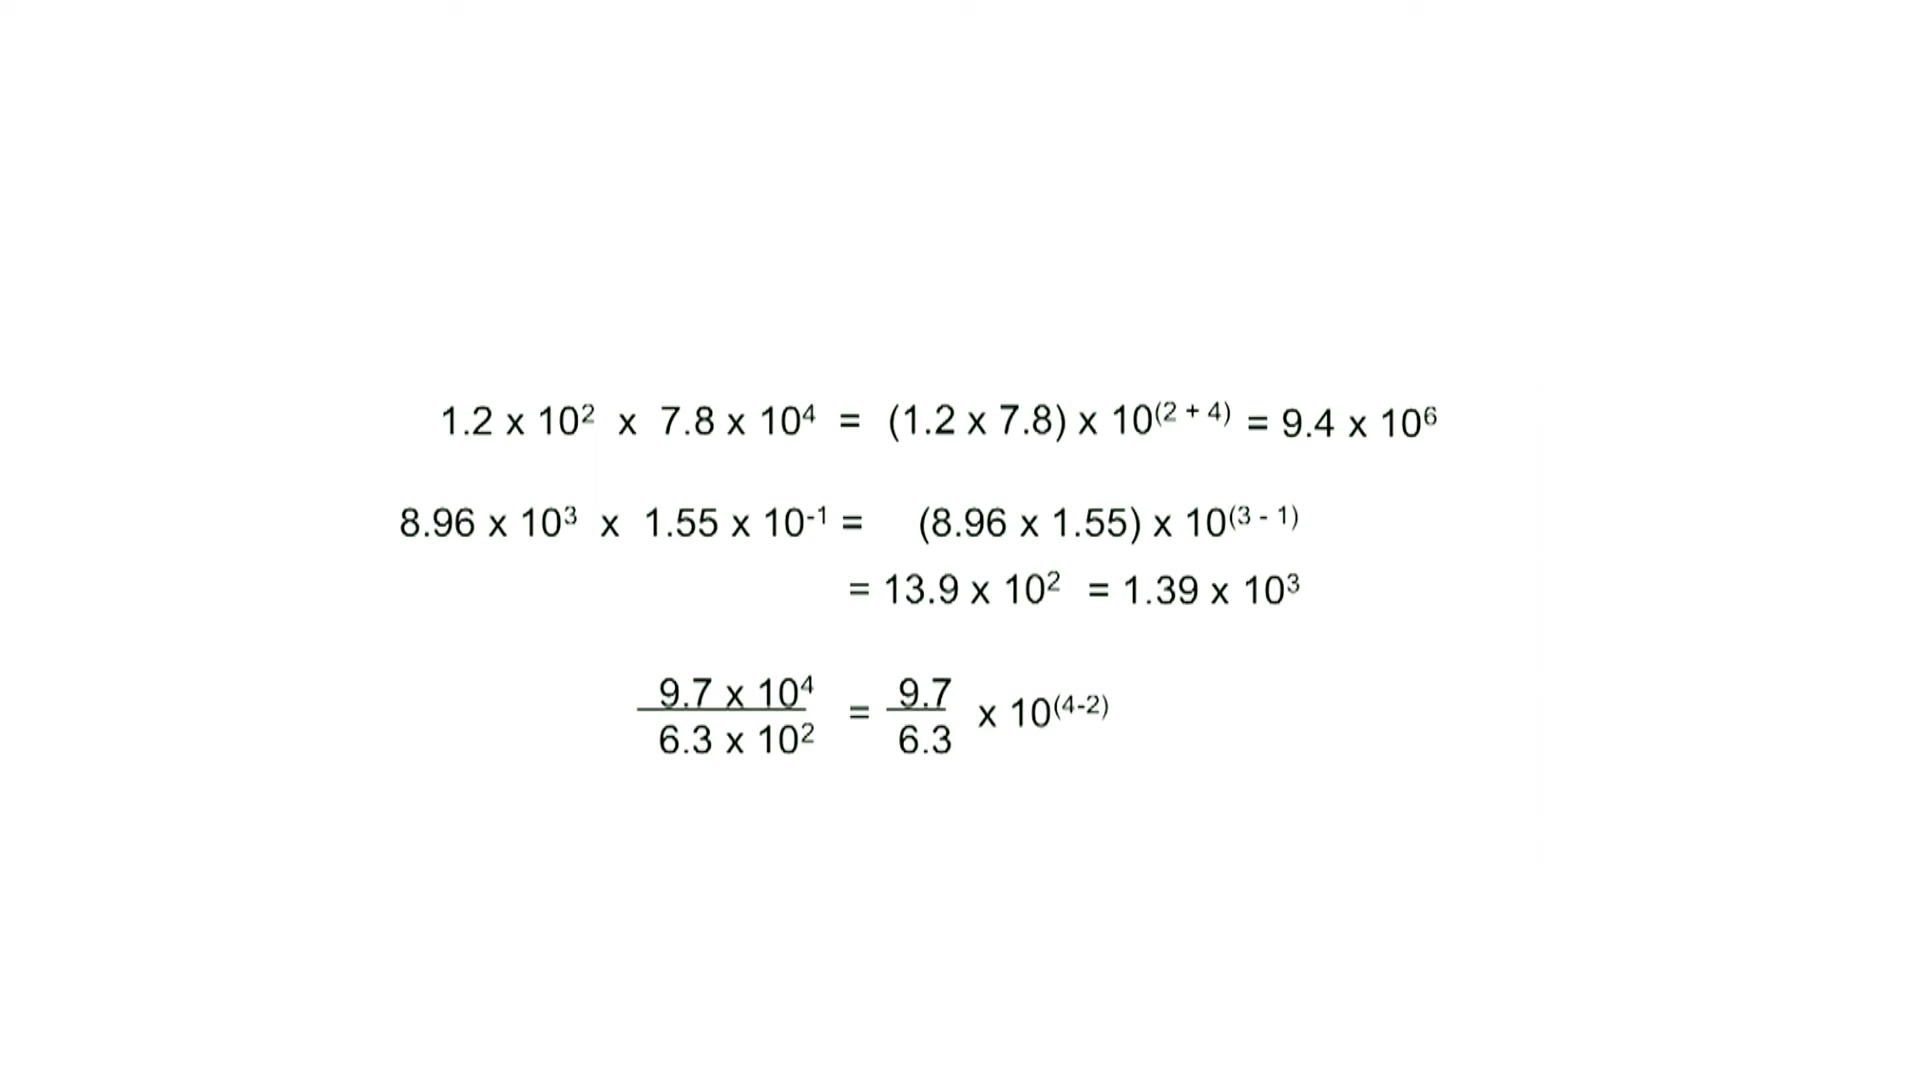 1.2 x 10² x 7.8 x 10⁴ = (1.2 x 7.8) x 10⁽² ⁺ ⁴⁾ = 9.4 x 10⁶
8.96 x 10³ x 1.55 x 10⁻¹ = (8.96 x 1.55) x 10⁽³ ⁻ ¹⁾
= 13.9 x 10² = 1.39 x 10³
9.7 x 10⁴ = 9.7 x 10⁽⁴⁻²⁾
6.3 x 10² 6.3